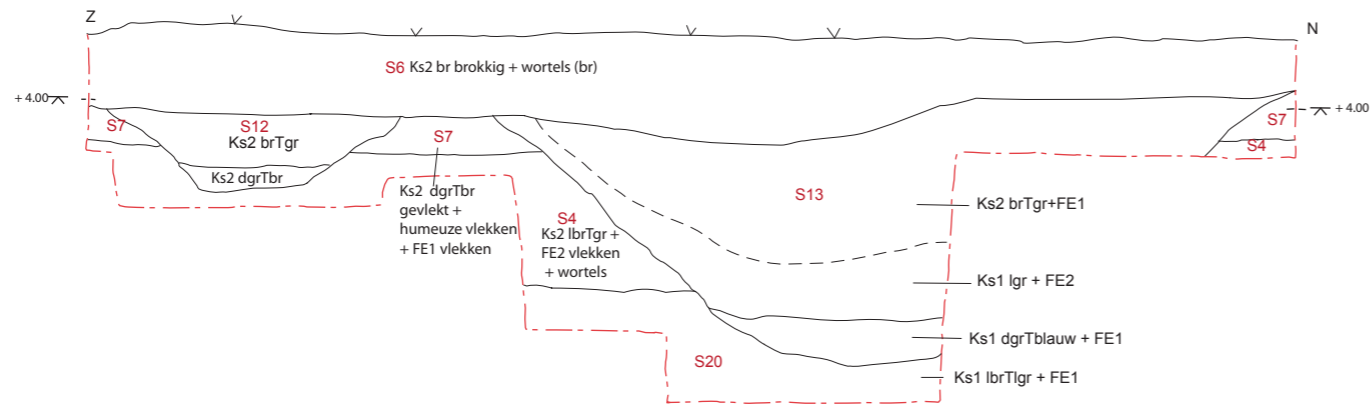 Z
N
S6 Ks2 br brokkig + wortels (br)
+ 4.00
+ 4.00
S7
S12
Ks2 brTgr
Ks2 dgrTbr
S7
Ks2 dgrTbr
gevlekt +
humeuze vlekken
+ FE1 vlekken
S4
Ks2 lbrTgr +
FE2 vlekken
+ wortels
S13
S7
S4
Ks2 brTgr+FE1
Ks1 lgr + FE2
Ks1 dgrTblauw + FE1
S20
Ks1 lbrTlgr + FE1